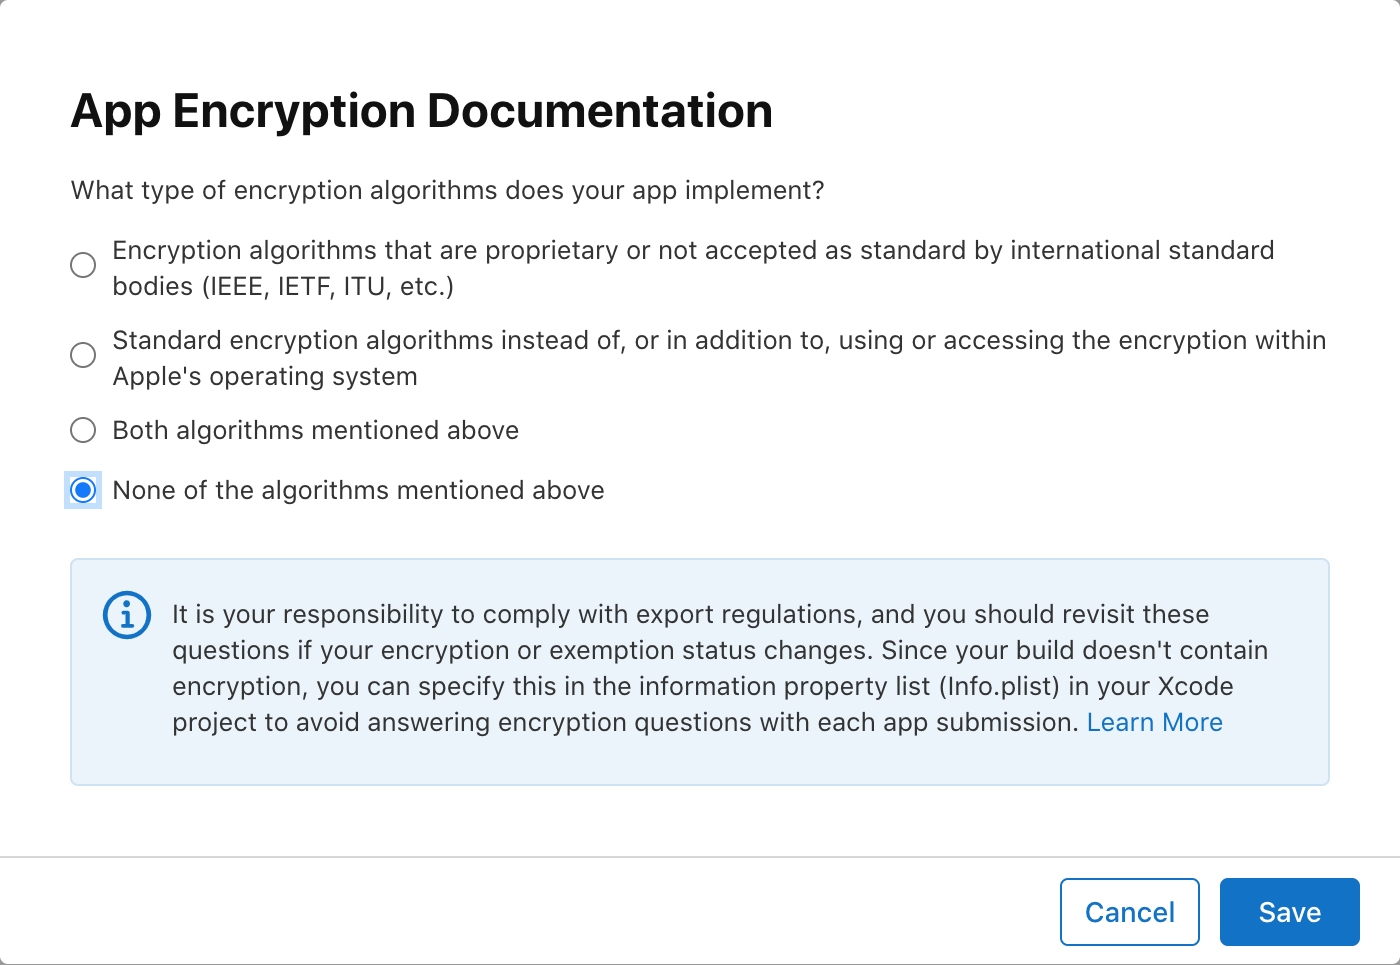 App Encryption Documentation
What type of encryption algorithms does your app implement?
Encryption algorithms that are proprietary or not accepted as standard by international standard
bodies (IEEE, IETF, ITU, etc.)
Standard encryption algorithms instead of, or in addition to, using or accessing the encryption within
Apple's operating system
Both algorithms mentioned above
None of the algorithms mentioned above
It is your responsibility to comply with export regulations, and you should revisit these
questions if your encryption or exemption status changes. Since your build doesn't contain
encryption, you can specify this in the information property list (Info.plist) in your Xcode
project to avoid answering encryption questions with each app submission. Learn More
Cancel
Save